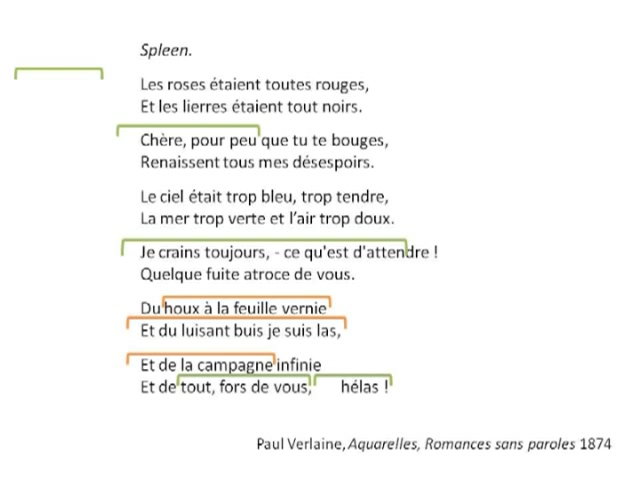 Spleen.
Les roses étaient toutes rouges,
Et les lierres étaient tout noirs.
Chère, pour peu que tu te bouges,
Renaissent tous mes désespoirs.
Le ciel était trop bleu, trop tendre,
La mer trop verte et l'air trop doux.
Je crains toujours, - ce qu'est d'attendre !
Quelque fuite atroce de vous.
Du houx à la feuille vernie
Et du luisant buis je suis las,
Et de la campagne infinie
Et de tout, fors de vous, hélas !
Paul Verlaine, Aquarelles, Romances sans paroles 1874